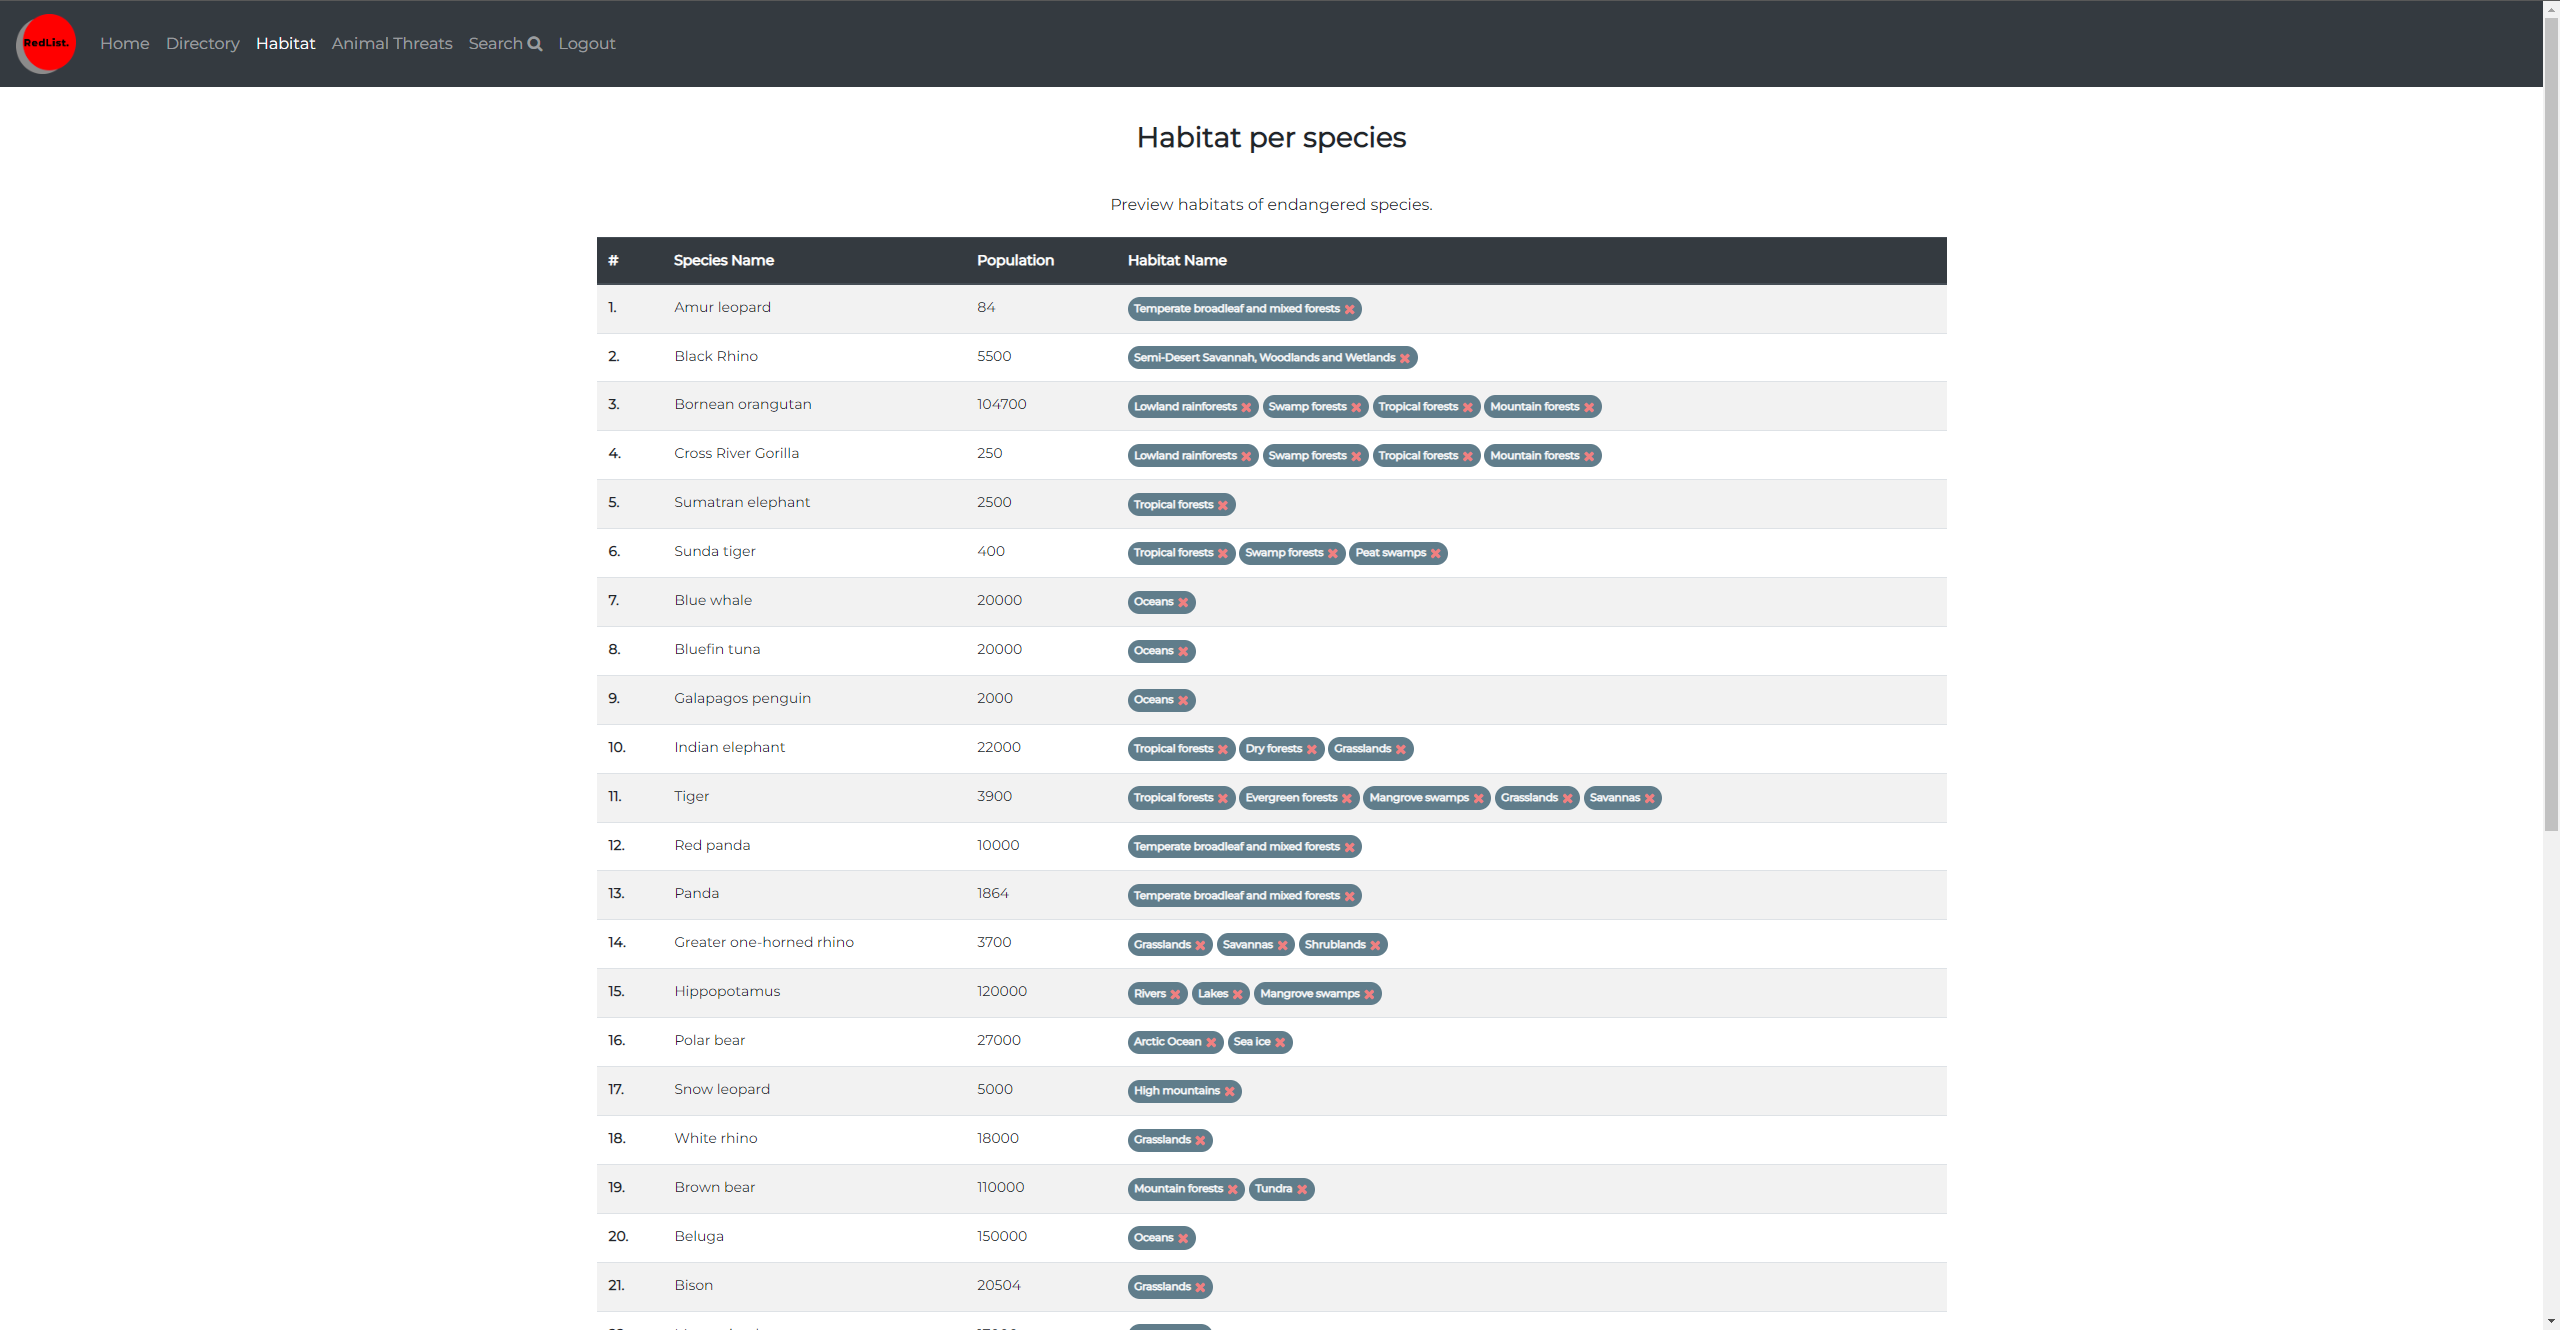 RedList.
Home Directory Habitat Animal Threats Search Logout
Habitat per species
Preview habitats of endangered species.
# Species Name Population Habitat Name
1. Amur leopard 84 Temperate broadleaf and mixed forests
2. Black Rhino 5500 Semi-Desert Savannah, Woodlands and Wetlands
3. Bornean orangutan 104700 Lowland rainforests Swamp forests Tropical forests Mountain forests
4. Cross River Gorilla 250 Lowland rainforests Swamp forests Tropical forests Mountain forests
5. Sumatran elephant 2500 Tropical forests
6. Sunda tiger 400 Tropical forests Swamp forests Peat swamps
7. Blue whale 20000 Oceans
8. Bluefin tuna 20000 Oceans
9. Galapagos penguin 2000 Oceans
10. Indian elephant 22000 Tropical forests Dry forests Grasslands
11. Tiger 3900 Tropical forests Evergreen forests Mangrove swamps Grasslands Savannas
12. Red panda 10000 Temperate broadleaf and mixed forests
13. Panda 1864 Temperate broadleaf and mixed forests
14. Greater one-horned rhino 3700 Grasslands Savannas Shrublands
15. Hippopotamus 120000 Rivers Lakes Mangrove swamps
16. Polar bear 27000 Arctic Ocean Sea ice
17. Snow leopard 5000 High mountains
18. White rhino 18000 Grasslands
19. Brown bear 110000 Mountain forests Tundra
20. Beluga 150000 Oceans
21. Bison 20504 Grasslands